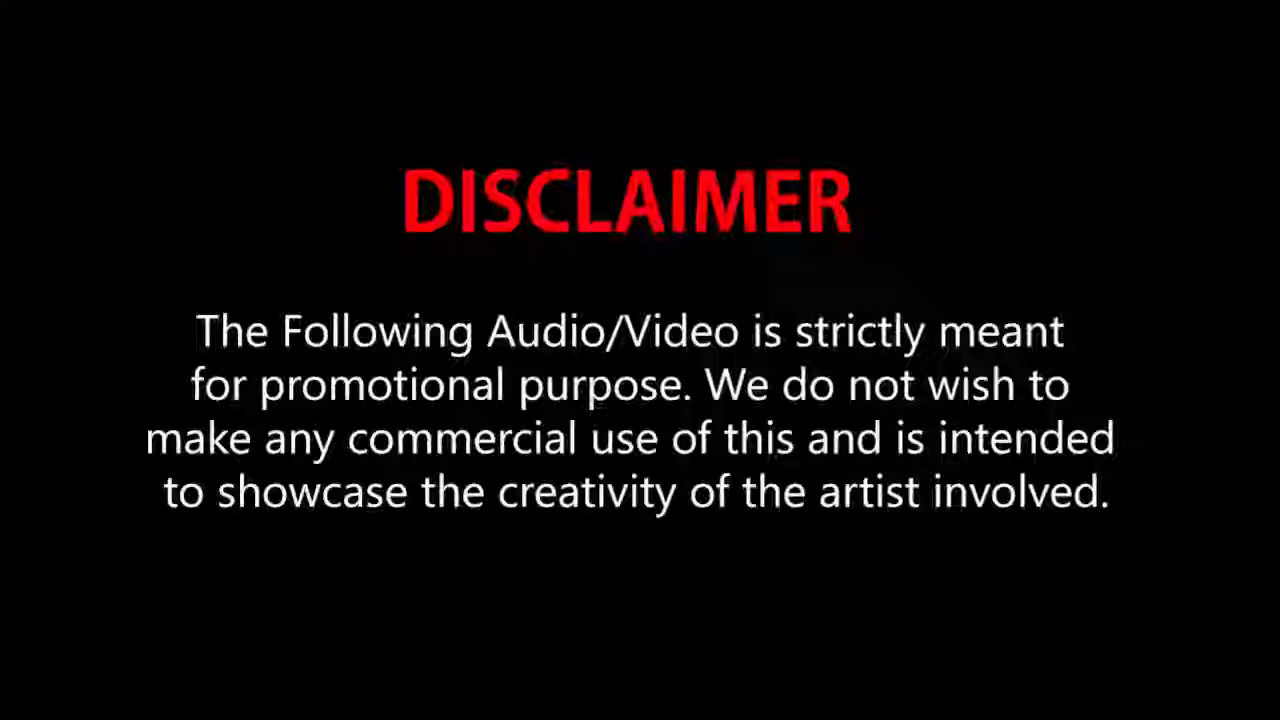 DISCLAIMER
The Following Audio/Video is strictly meant
for promotional purpose. We do not wish to
make any commercial use of this and is intended
to showcase the creativity of the artist involved.